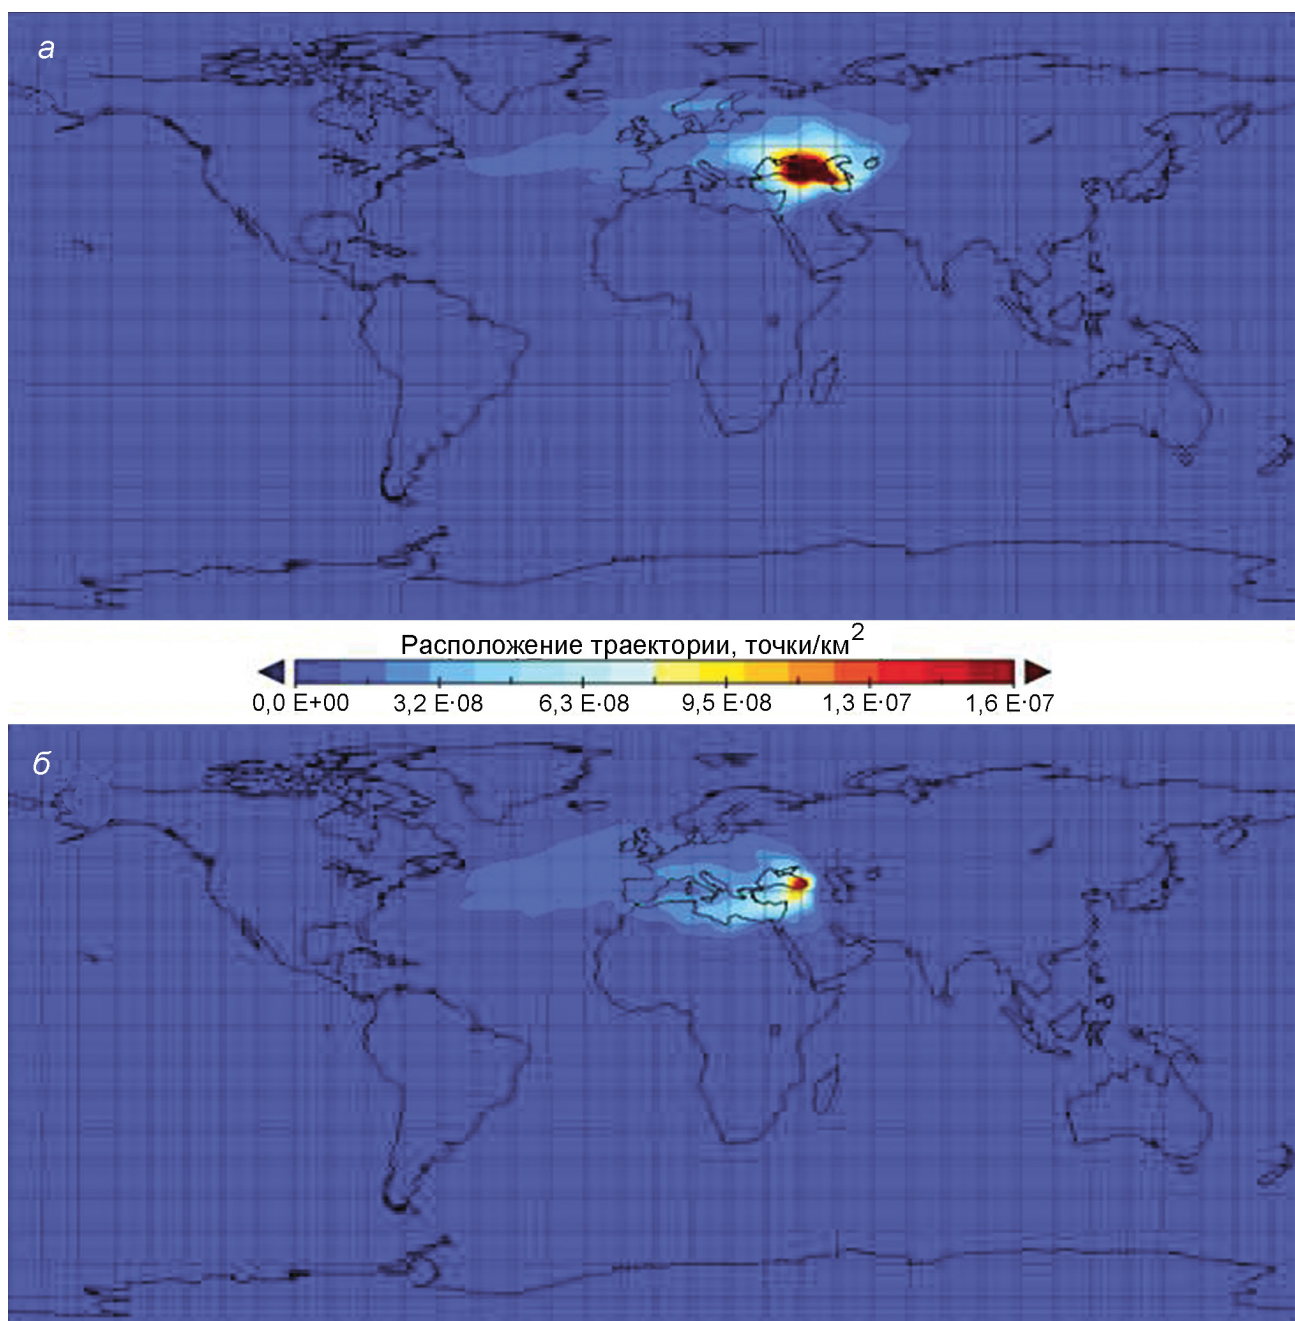 а
Расположение траектории, точки/км²
0,0 E+00 3,2 E·08 6,3 E·08 9,5 E·08 1,3 E·07 1,6 E·07
б